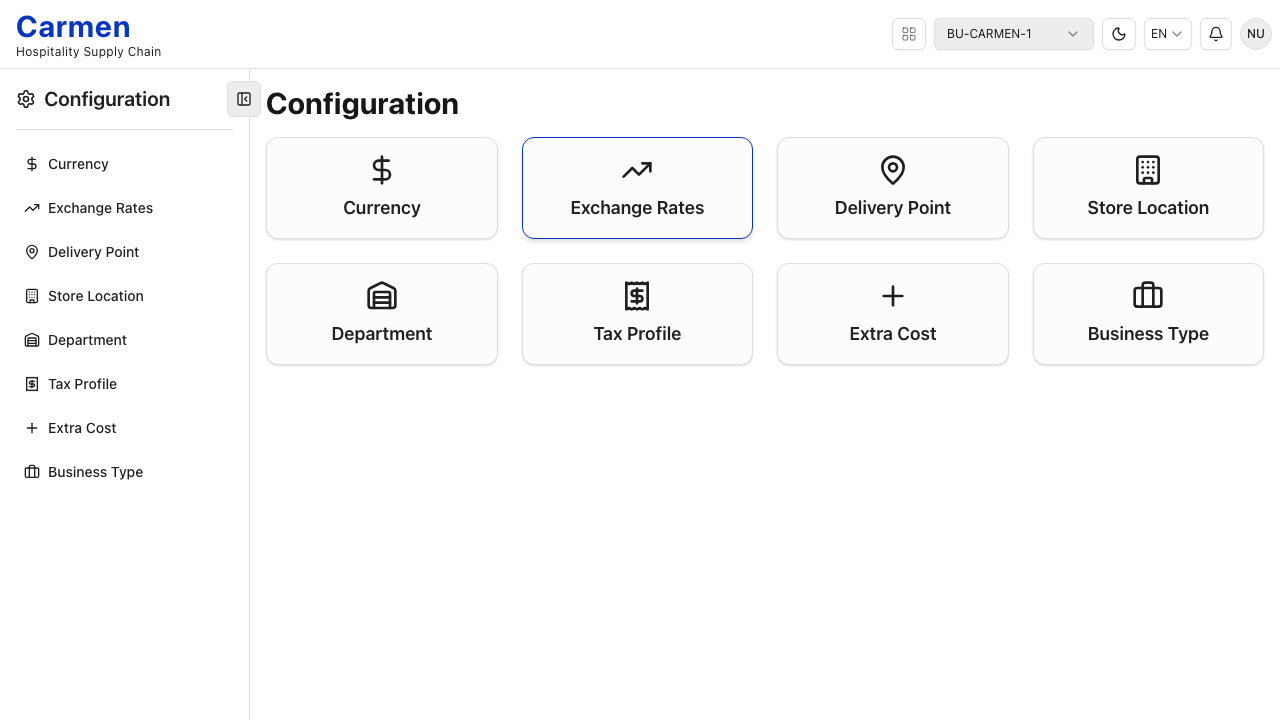 Carmen
Hospitality Supply Chain
BU-CARMEN-1
EN
NU
Configuration
Currency
Exchange Rates
Delivery Point
Store Location
Department
Tax Profile
Extra Cost
Business Type
Configuration
Currency
Exchange Rates
Delivery Point
Store Location
Department
Tax Profile
Extra Cost
Business Type